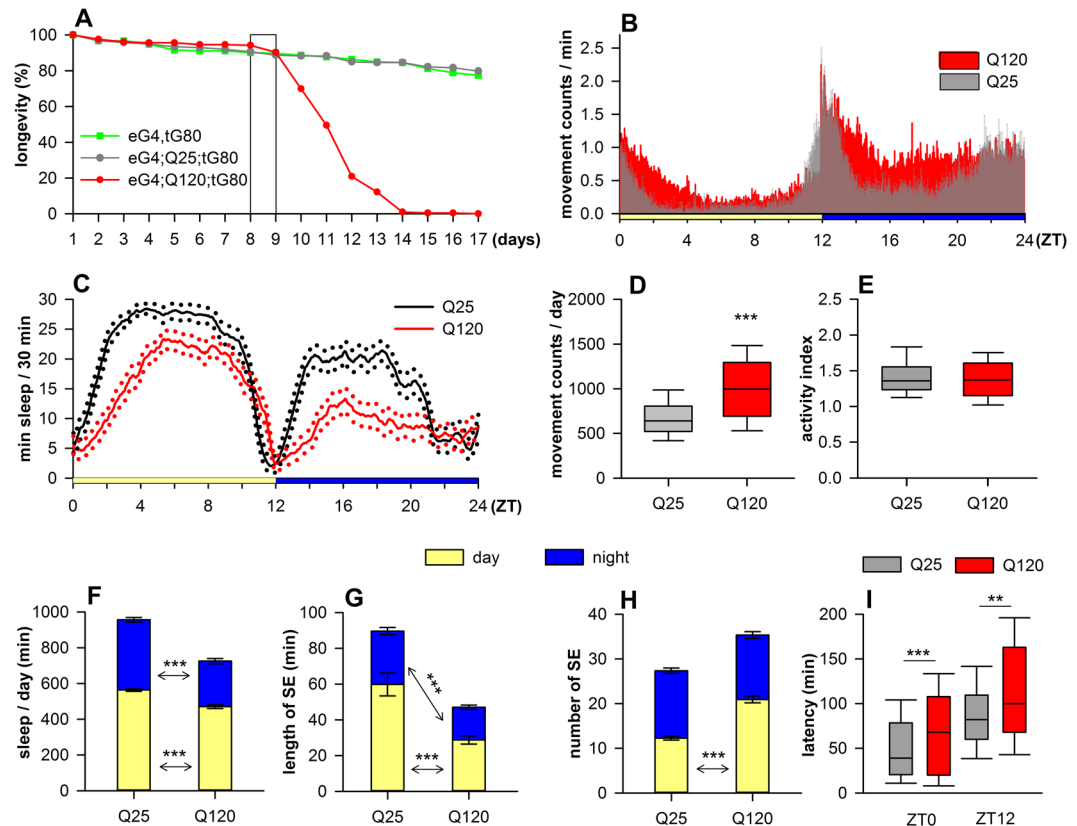 A
longevity (%)
100
80
60
40
20
0
eG4,tG80
eG4;Q25;tG80
eG4;Q120;tG80
1 2 3 4 5 6 7 8 9 10 11 12 13 14 15 16 17 (days)
B
movement counts / min
2.5
2.0
1.5
1.0
0.5
0.0
Q120
Q25
0 4 8 12 16 20 24 (ZT)
C
min sleep / 30 min
30
25
20
15
10
5
0
Q25
Q120
0 4 8 12 16 20 24 (ZT)
D
movement counts / day
2000
1500
1000
500
0
***
Q25 Q120
E
activity index
2.5
2.0
1.5
1.0
0.5
0.0
Q25 Q120
day night
F
sleep / day (min)
1000
800
600
400
200
0
***
***
Q25 Q120
G
length of SE (min)
100
80
60
40
20
0
***
***
Q25 Q120
H
number of SE
40
30
20
10
0
***
Q25 Q120
Q25 Q120
I
latency (min)
200
150
100
50
0
***
**
ZT0 ZT12